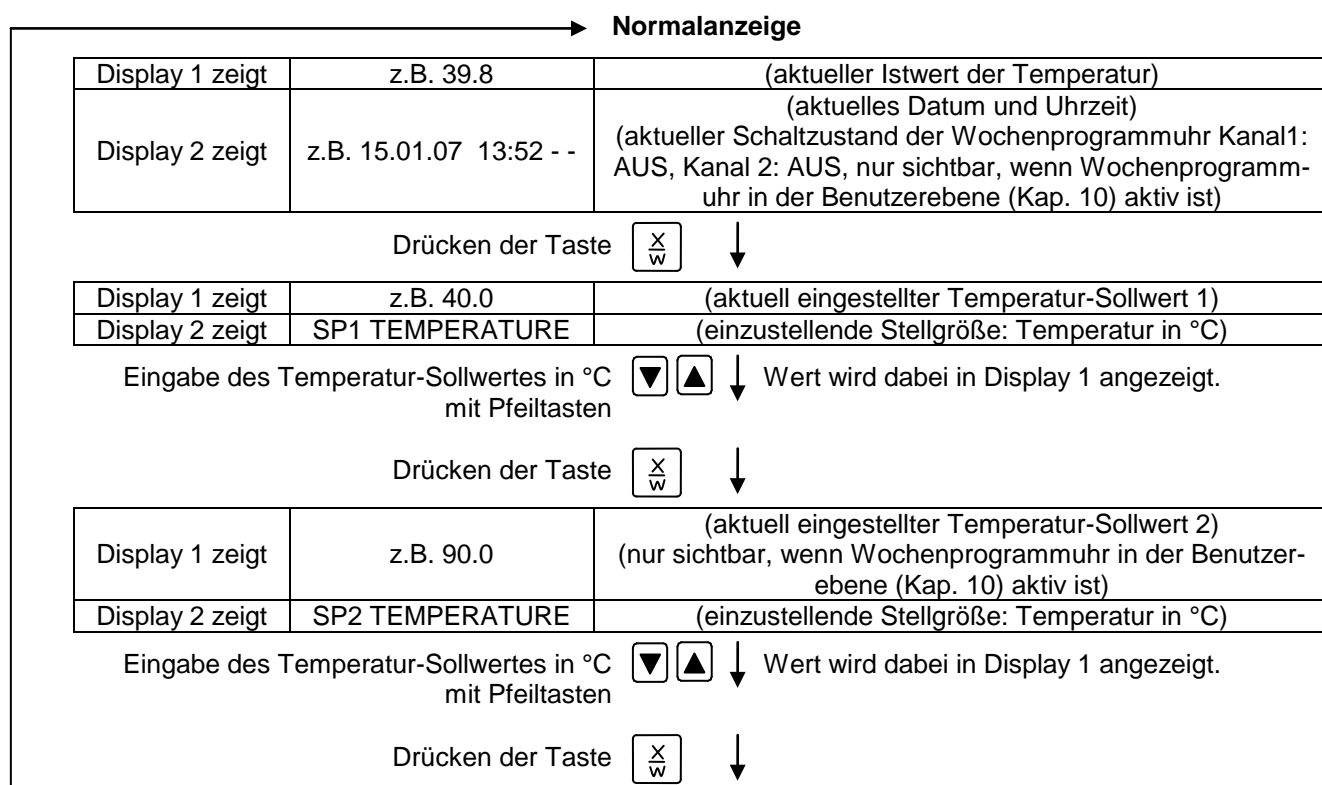 Normalanzeige
Display 1 zeigt z.B. 39.8 (aktueller Istwert der Temperatur)
Display 2 zeigt z.B. 15.01.07 13:52 - - (aktuelles Datum und Uhrzeit)
(aktueller Schaltzustand der Wochenprogrammuhr Kanal1:
AUS, Kanal 2: AUS, nur sichtbar, wenn Wochenprogramm-
uhr in der Benutzerebene (Kap. 10) aktiv ist)
Drücken der Taste X/W
Display 1 zeigt z.B. 40.0 (aktuell eingestellter Temperatur-Sollwert 1)
Display 2 zeigt SP1 TEMPERATURE (einzustellende Stellgröße: Temperatur in °C)
Eingabe des Temperatur-Sollwertes in °C Wert wird dabei in Display 1 angezeigt.
mit Pfeiltasten
Drücken der Taste X/W
Display 1 zeigt z.B. 90.0 (aktuell eingestellter Temperatur-Sollwert 2)
(nur sichtbar, wenn Wochenprogrammuhr in der Benutzer-
ebene (Kap. 10) aktiv ist)
Display 2 zeigt SP2 TEMPERATURE (einzustellende Stellgröße: Temperatur in °C)
Eingabe des Temperatur-Sollwertes in °C Wert wird dabei in Display 1 angezeigt.
mit Pfeiltasten
Drücken der Taste X/W